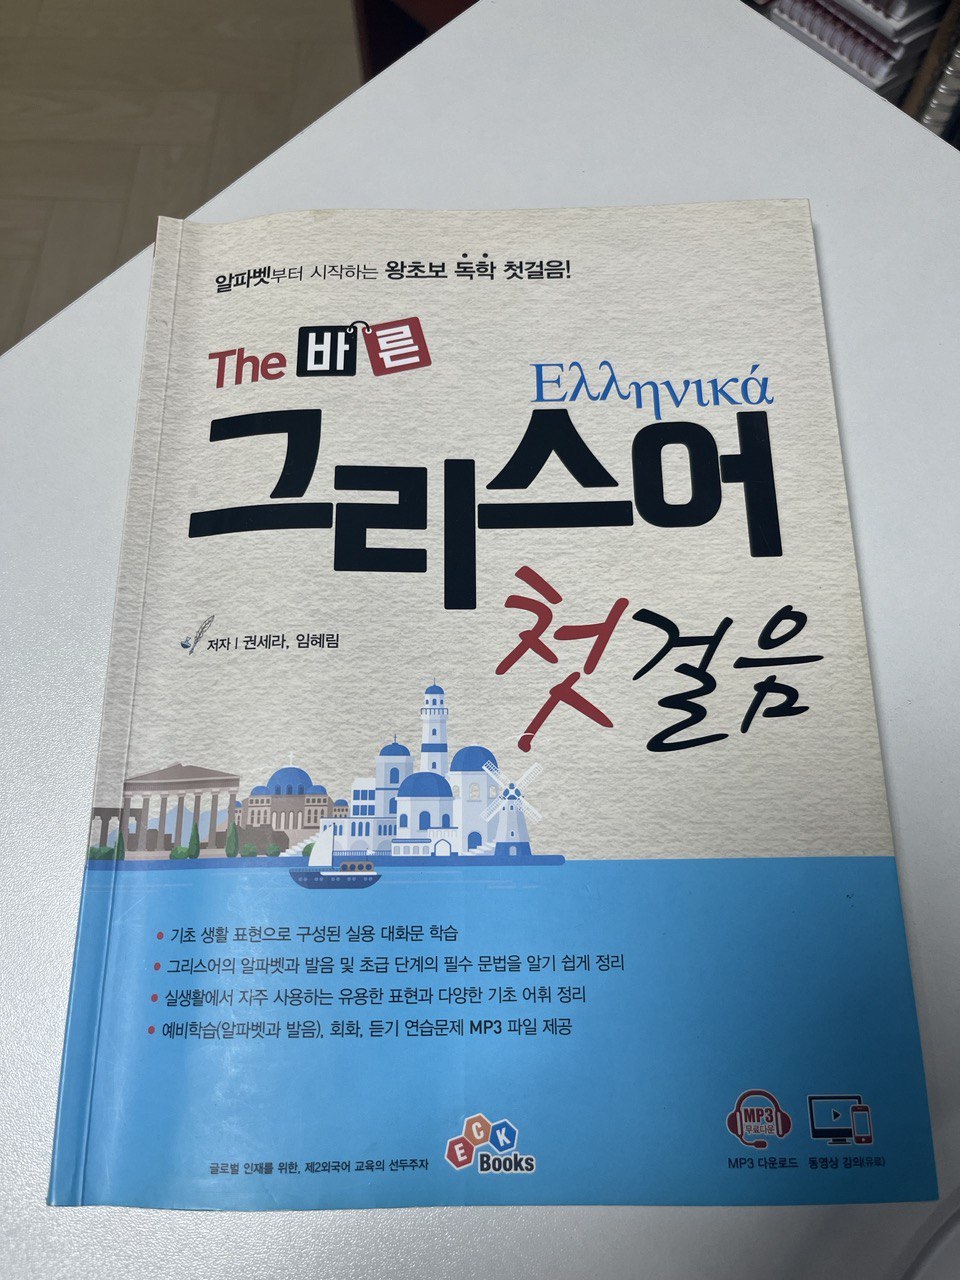 알파벳부터 시작하는 왕초보 독학 첫걸음!
The 바른
Ελληνικά
그리스어
첫걸음
저자 | 권세라, 임혜림
• 기초 생활 표현으로 구성된 실용 대화문 학습
• 그리스어의 알파벳과 발음 및 초급 단계의 필수 문법을 알기 쉽게 정리
• 실생활에서 자주 사용하는 유용한 표현과 다양한 기초 어휘 정리
• 예비학습(알파벳과 발음), 회화, 듣기 연습문제 MP3 파일 제공
글로벌 인재를 위한, 제2외국어 교육의 선두주자
ECK
Books
MP3
무료다운
MP3 다운로드
동영상 강의(유료)